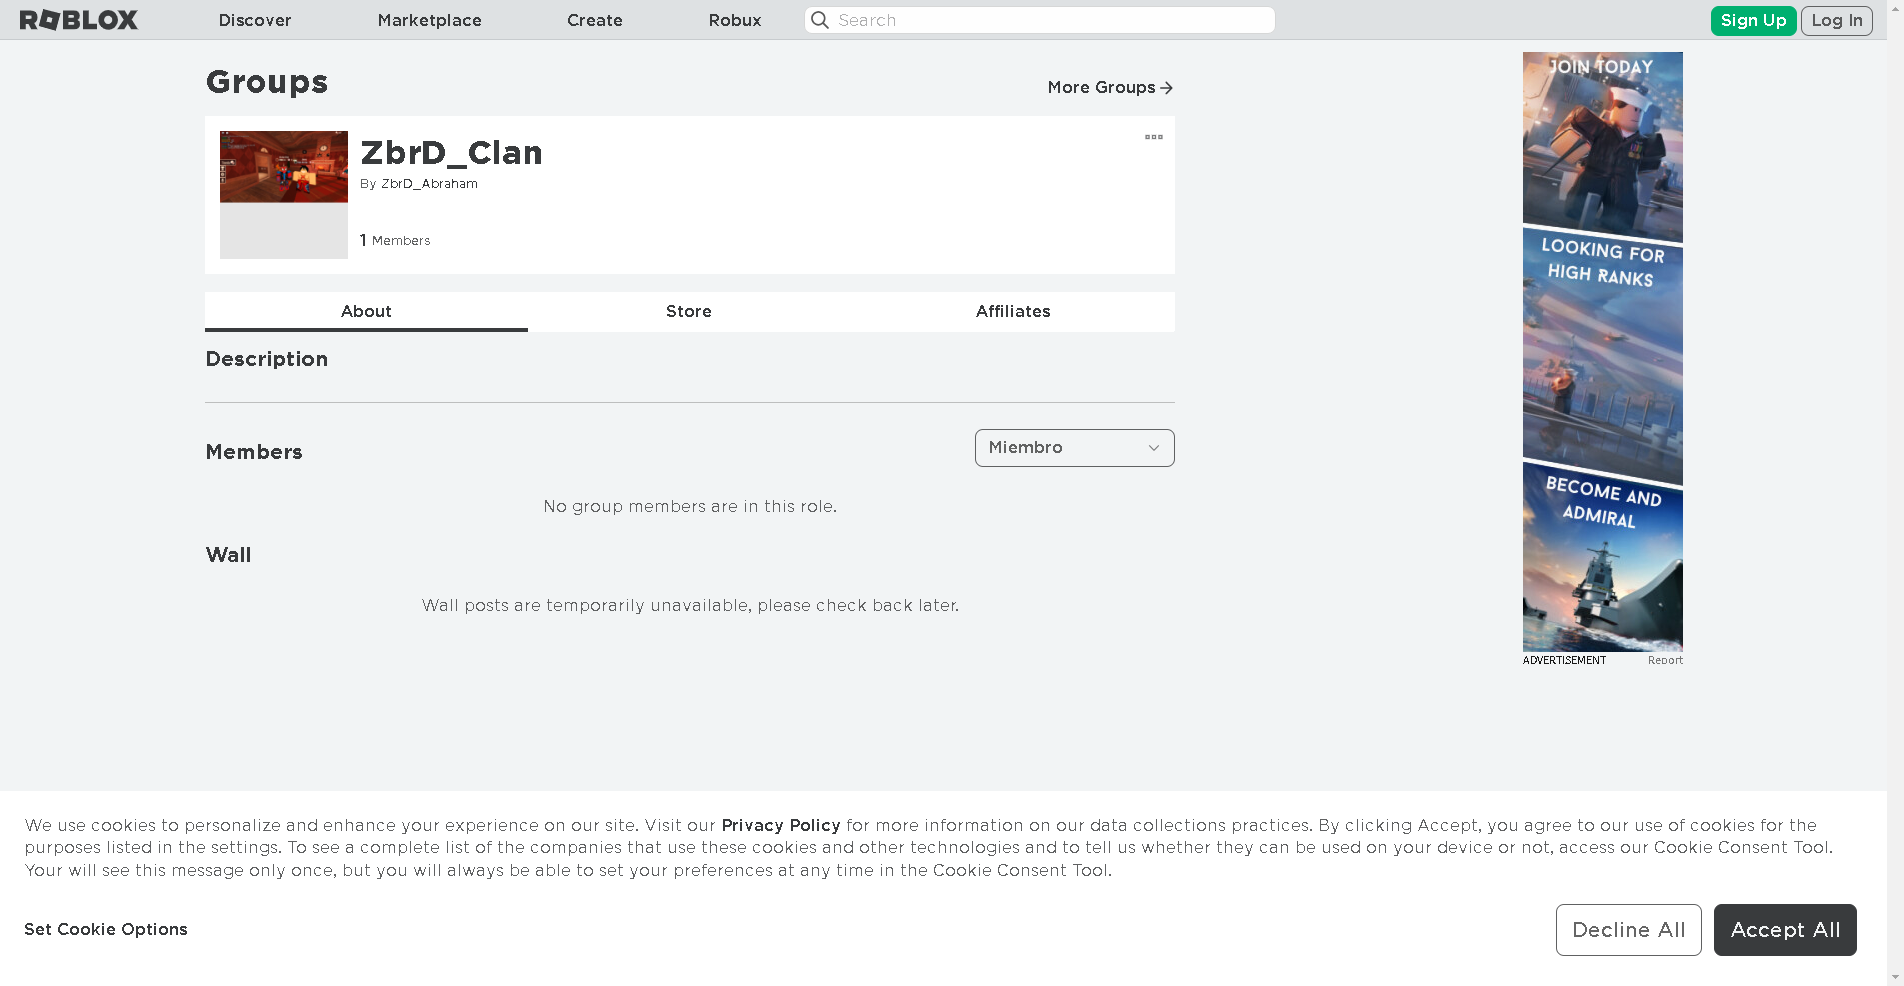 ROBLOX
Discover
Marketplace
Create
Robux
Search
Sign Up
Log In
Groups
More Groups
ZbrD_Clan
By ZbrD_Abraham
1 Members
About
Store
Affiliates
Description
Members
Miembro
No group members are in this role.
Wall
Wall posts are temporarily unavailable, please check back later.
JOIN TODAY
LOOKING FOR
HIGH RANKS
BECOME AND
ADMIRAL
ADVERTISEMENT
Report
We use cookies to personalize and enhance your experience on our site. Visit our Privacy Policy for more information on our data collections practices. By clicking Accept, you agree to our use of cookies for the
purposes listed in the settings. To see a complete list of the companies that use these cookies and other technologies and to tell us whether they can be used on your device or not, access our Cookie Consent Tool.
Your will see this message only once, but you will always be able to set your preferences at any time in the Cookie Consent Tool.
Set Cookie Options
Decline All
Accept All